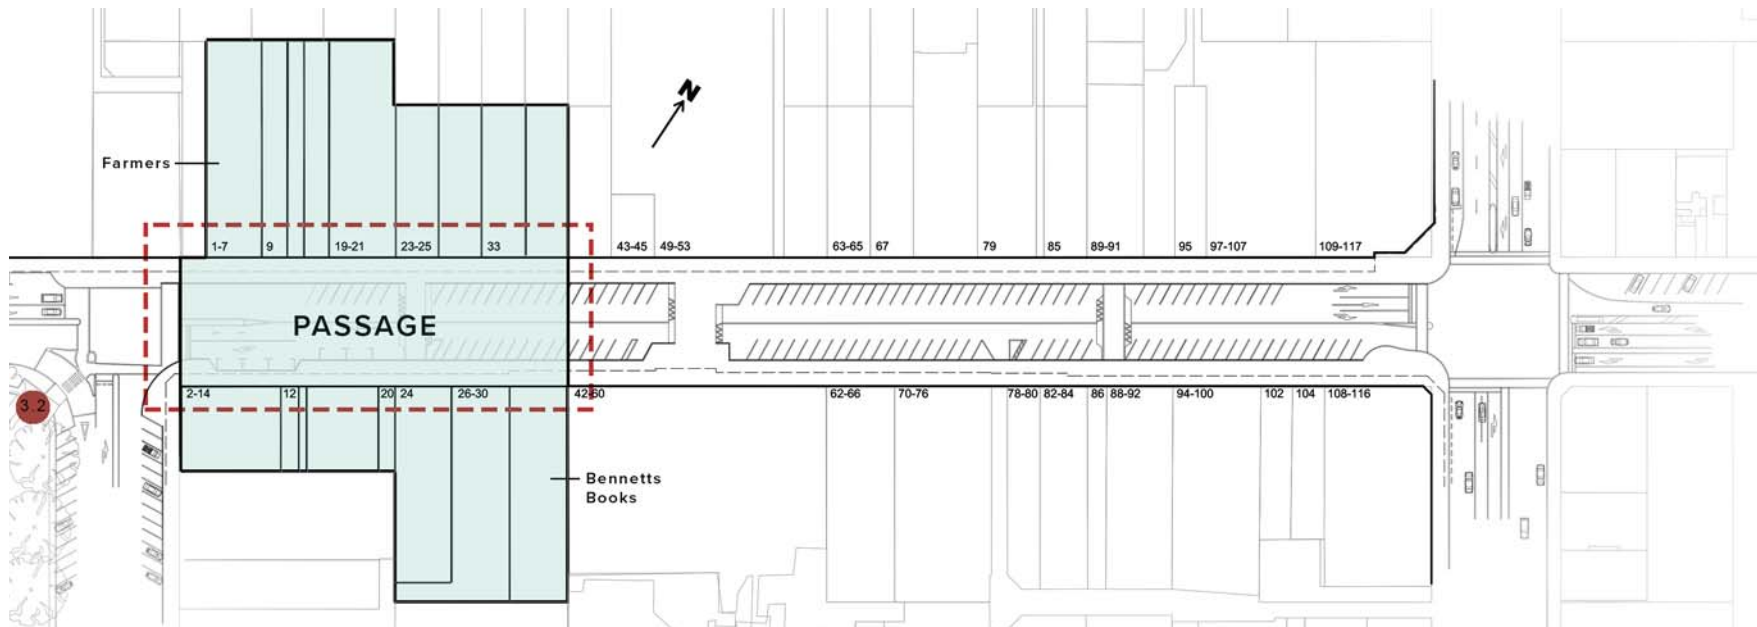 N
Farmers
1-7 9 19-21 23-25 33 43-45 49-53 63-65 67 79 85 89-91 95 97-107 109-117
PASSAGE
3.2
2-14 12 20 24 26-30 42-60 62-66 70-76 78-80 82-84 86 88-92 94-100 102 104 108-116
Bennetts
Books